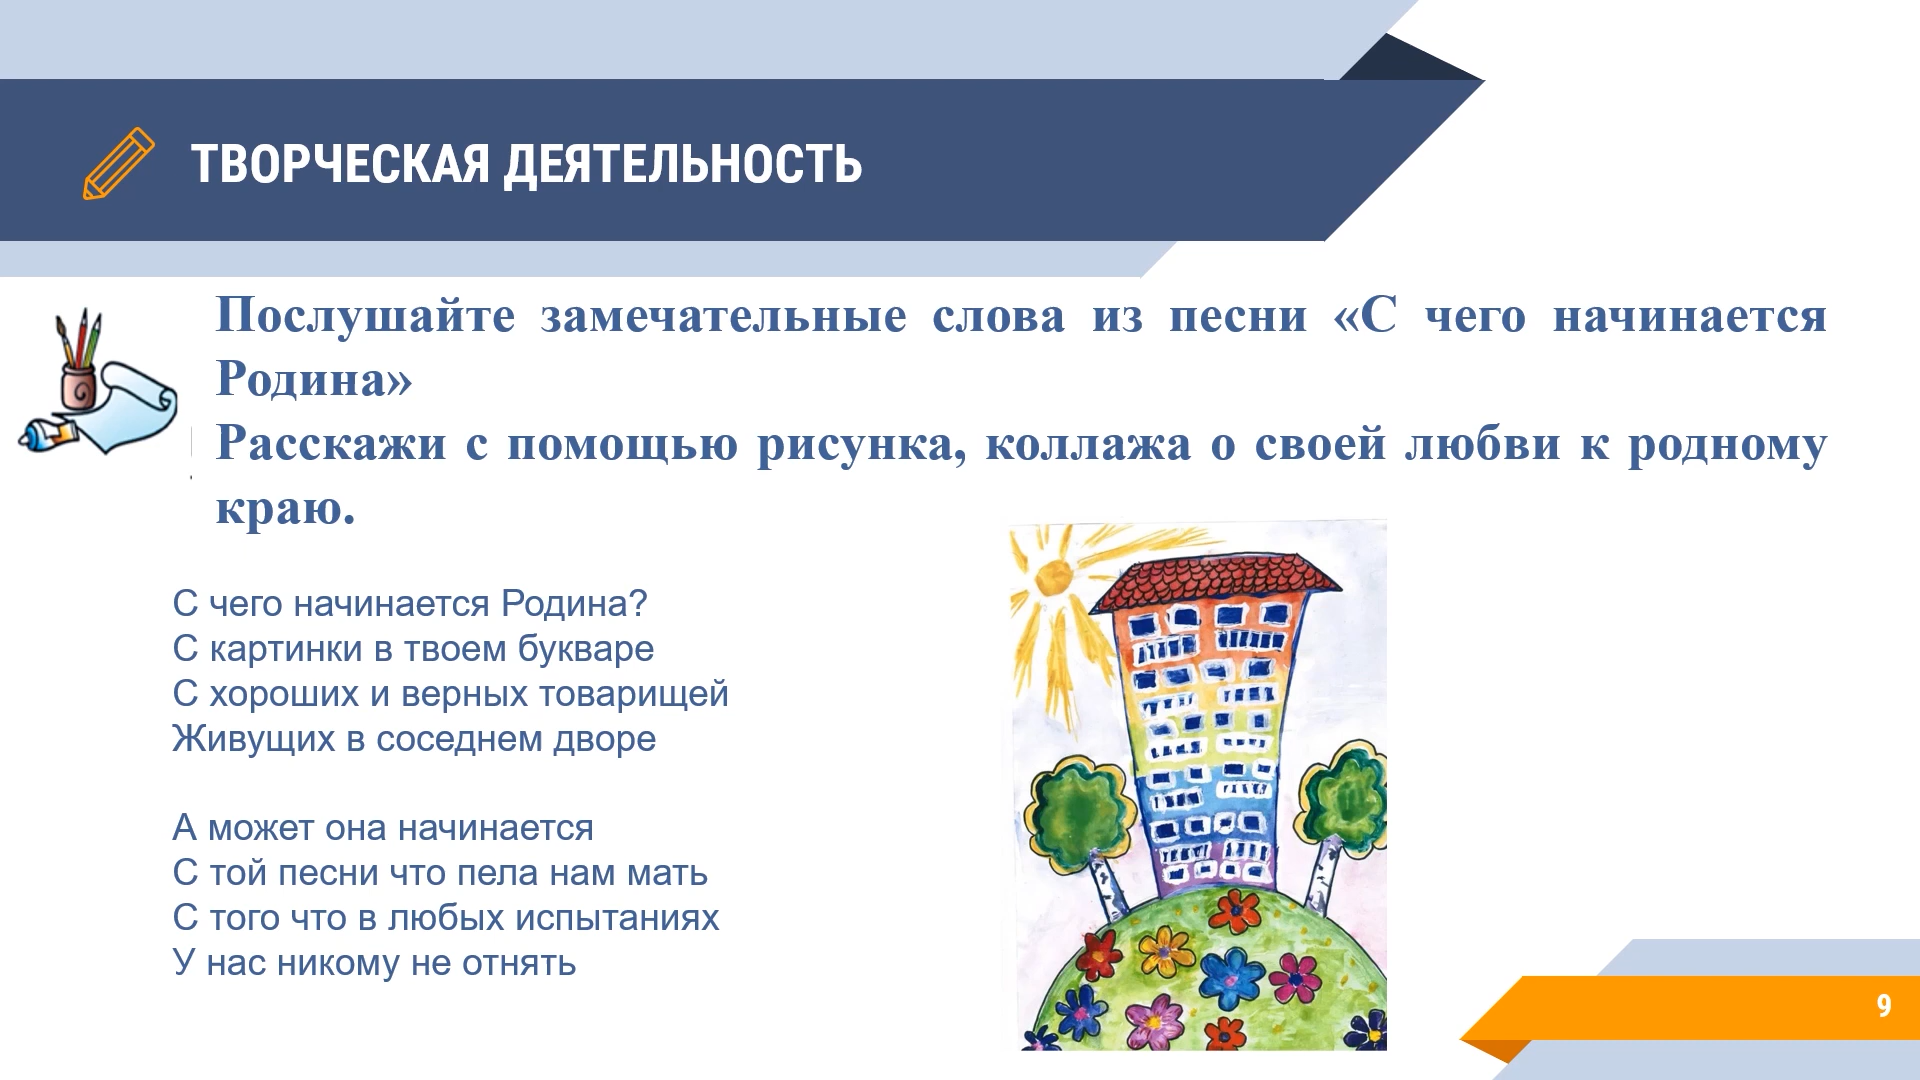 ТВОРЧЕСКАЯ ДЕЯТЕЛЬНОСТЬ
Послушайте замечательные слова из песни «С чего начинается
Родина»
Расскажи с помощью рисунка, коллажа о своей любви к родному
краю.
С чего начинается Родина?
С картинки в твоем букваре
С хороших и верных товарищей
Живущих в соседнем дворе
А может она начинается
С той песни что пела нам мать
С того что в любых испытаниях
У нас никому не отнять
9